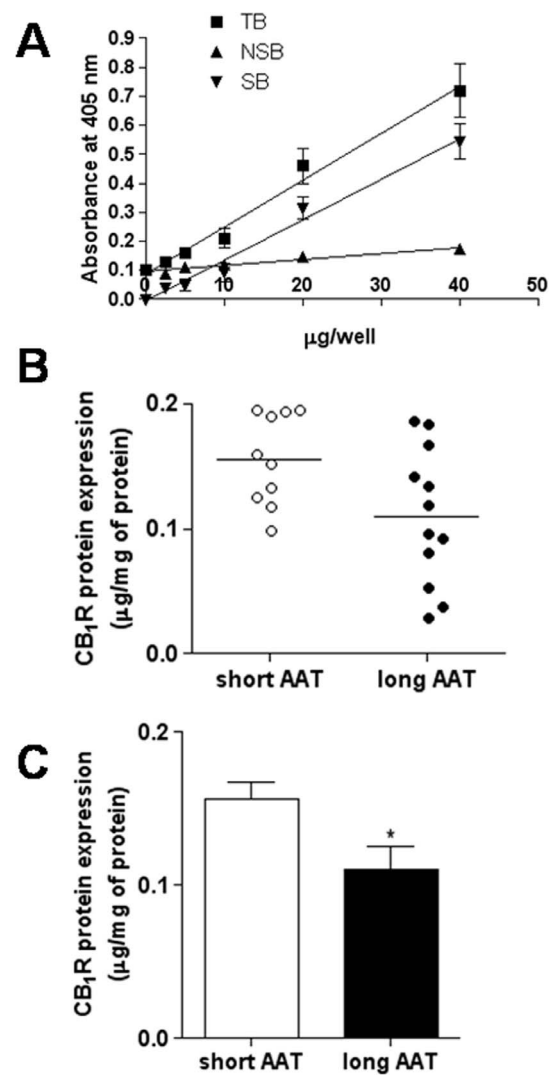 A
TB
NSB
SB
Absorbance at 405 nm
0.9
0.8
0.7
0.6
0.5
0.4
0.3
0.2
0.1
0.0
0 10 20 30 40 50
µg/well
B
CB₁R protein expression
(µg/mg of protein)
0.2
0.1
0.0
short AAT long AAT
C
CB₁R protein expression
(µg/mg of protein)
0.2
0.1
0.0
*
short AAT long AAT